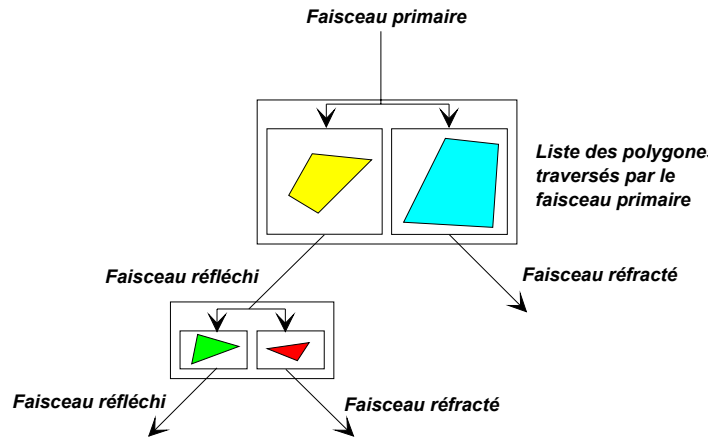 Faisceau primaire
Liste des polygones
traversés par le
faisceau primaire
Faisceau réfléchi
Faisceau réfracté
Faisceau réfléchi
Faisceau réfracté